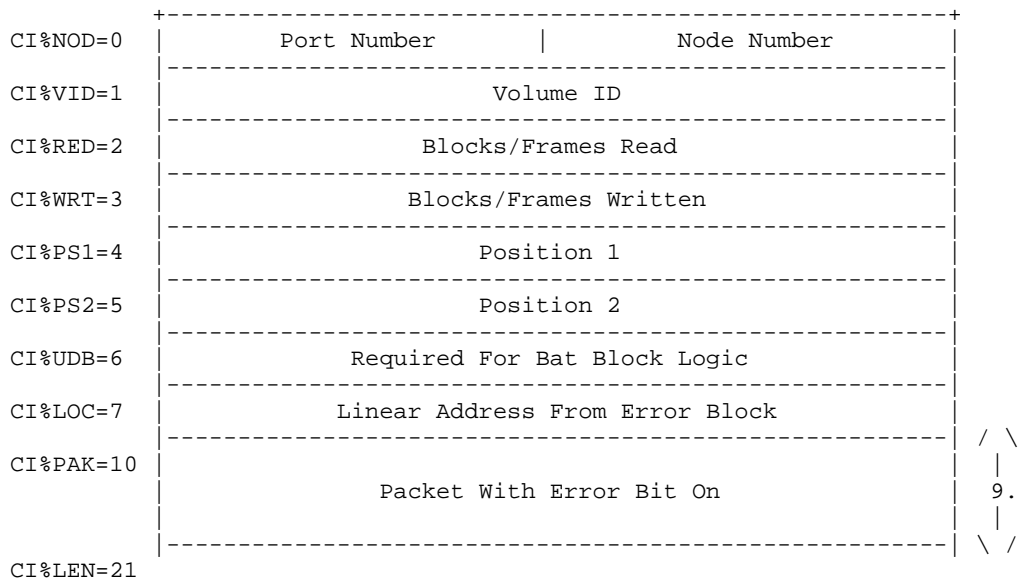 CI%NOD=0 | Port Number | Node Number |
CI%VID=1 | Volume ID |
CI%RED=2 | Blocks/Frames Read |
CI%WRT=3 | Blocks/Frames Written |
CI%PS1=4 | Position 1 |
CI%PS2=5 | Position 2 |
CI%UDB=6 | Required For Bat Block Logic |
CI%LOC=7 | Linear Address From Error Block |
CI%PAK=10
Packet With Error Bit On | 9.
CI%LEN=21